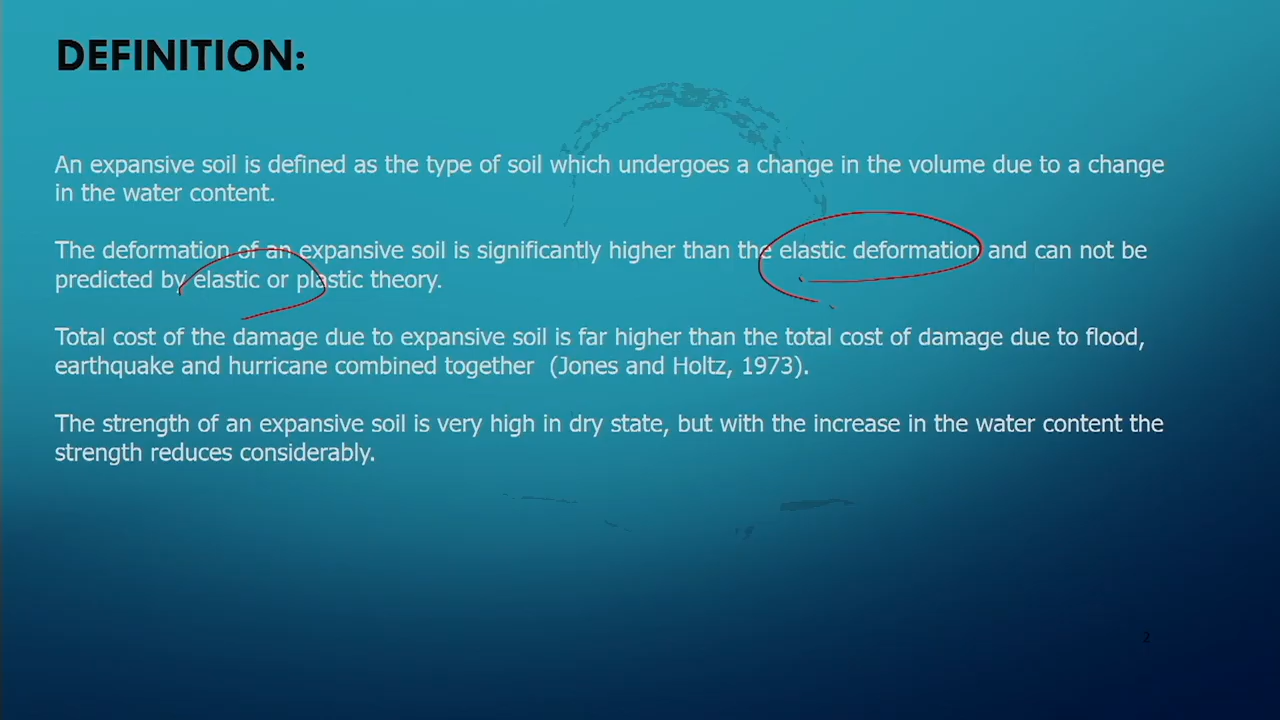 DEFINITION:
An expansive soil is defined as the type of soil which undergoes a change in the volume due to a change
in the water content.
The deformation of an expansive soil is significantly higher than the elastic deformation and can not be
predicted by elastic or plastic theory.
Total cost of the damage due to expansive soil is far higher than the total cost of damage due to flood,
earthquake and hurricane combined together (Jones and Holtz, 1973).
The strength of an expansive soil is very high in dry state, but with the increase in the water content the
strength reduces considerably.
2